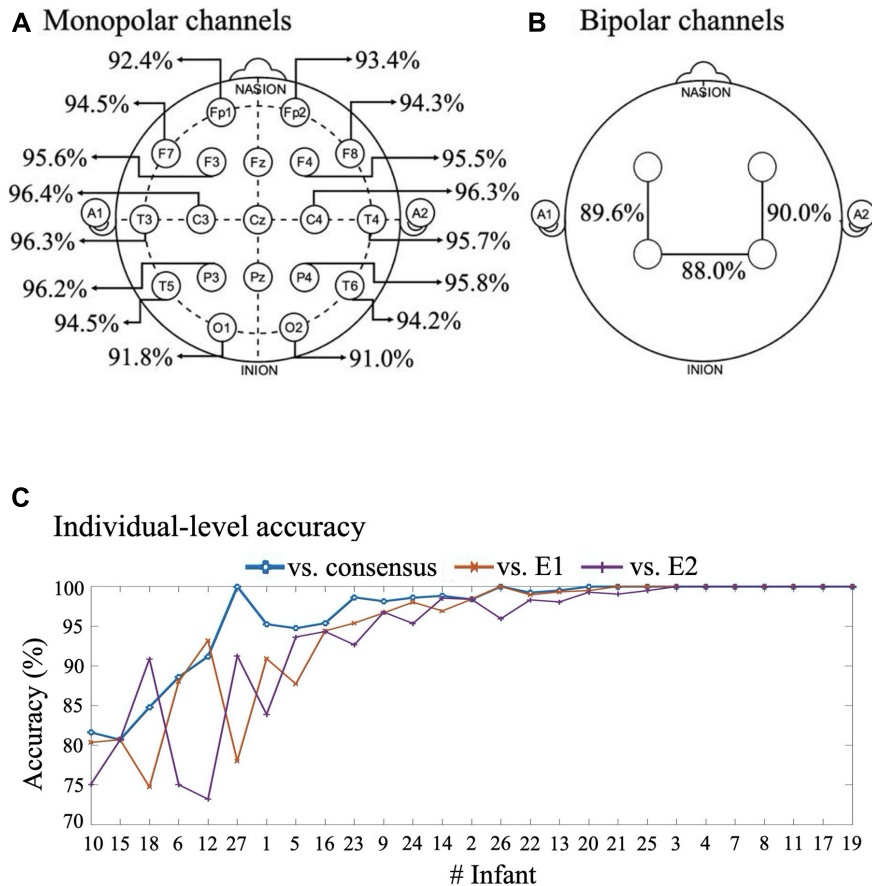 A Monopolar channels
92.4% 93.4%
NASION
94.5% Fp1 Fp2 94.3%
F7 F3 Fz F4 F8
95.6% 95.5%
96.4% 96.3%
A1 T3 C3 Cz C4 T4 A2
96.3% 95.7%
96.2% T5 P3 Pz P4 T6 95.8%
94.5% 94.2%
O1 O2
91.8% 91.0%
INION
B Bipolar channels
NASION
A1 89.6% 90.0% A2
88.0%
INION
C
Individual-level accuracy
vs. consensus vs. E1 vs. E2
Accuracy (%)
100
95
90
85
80
75
70
10 15 18 6 12 27 1 5 16 23 9 24 14 2 26 22 13 20 21 25 3 4 7 8 11 17 19
# Infant